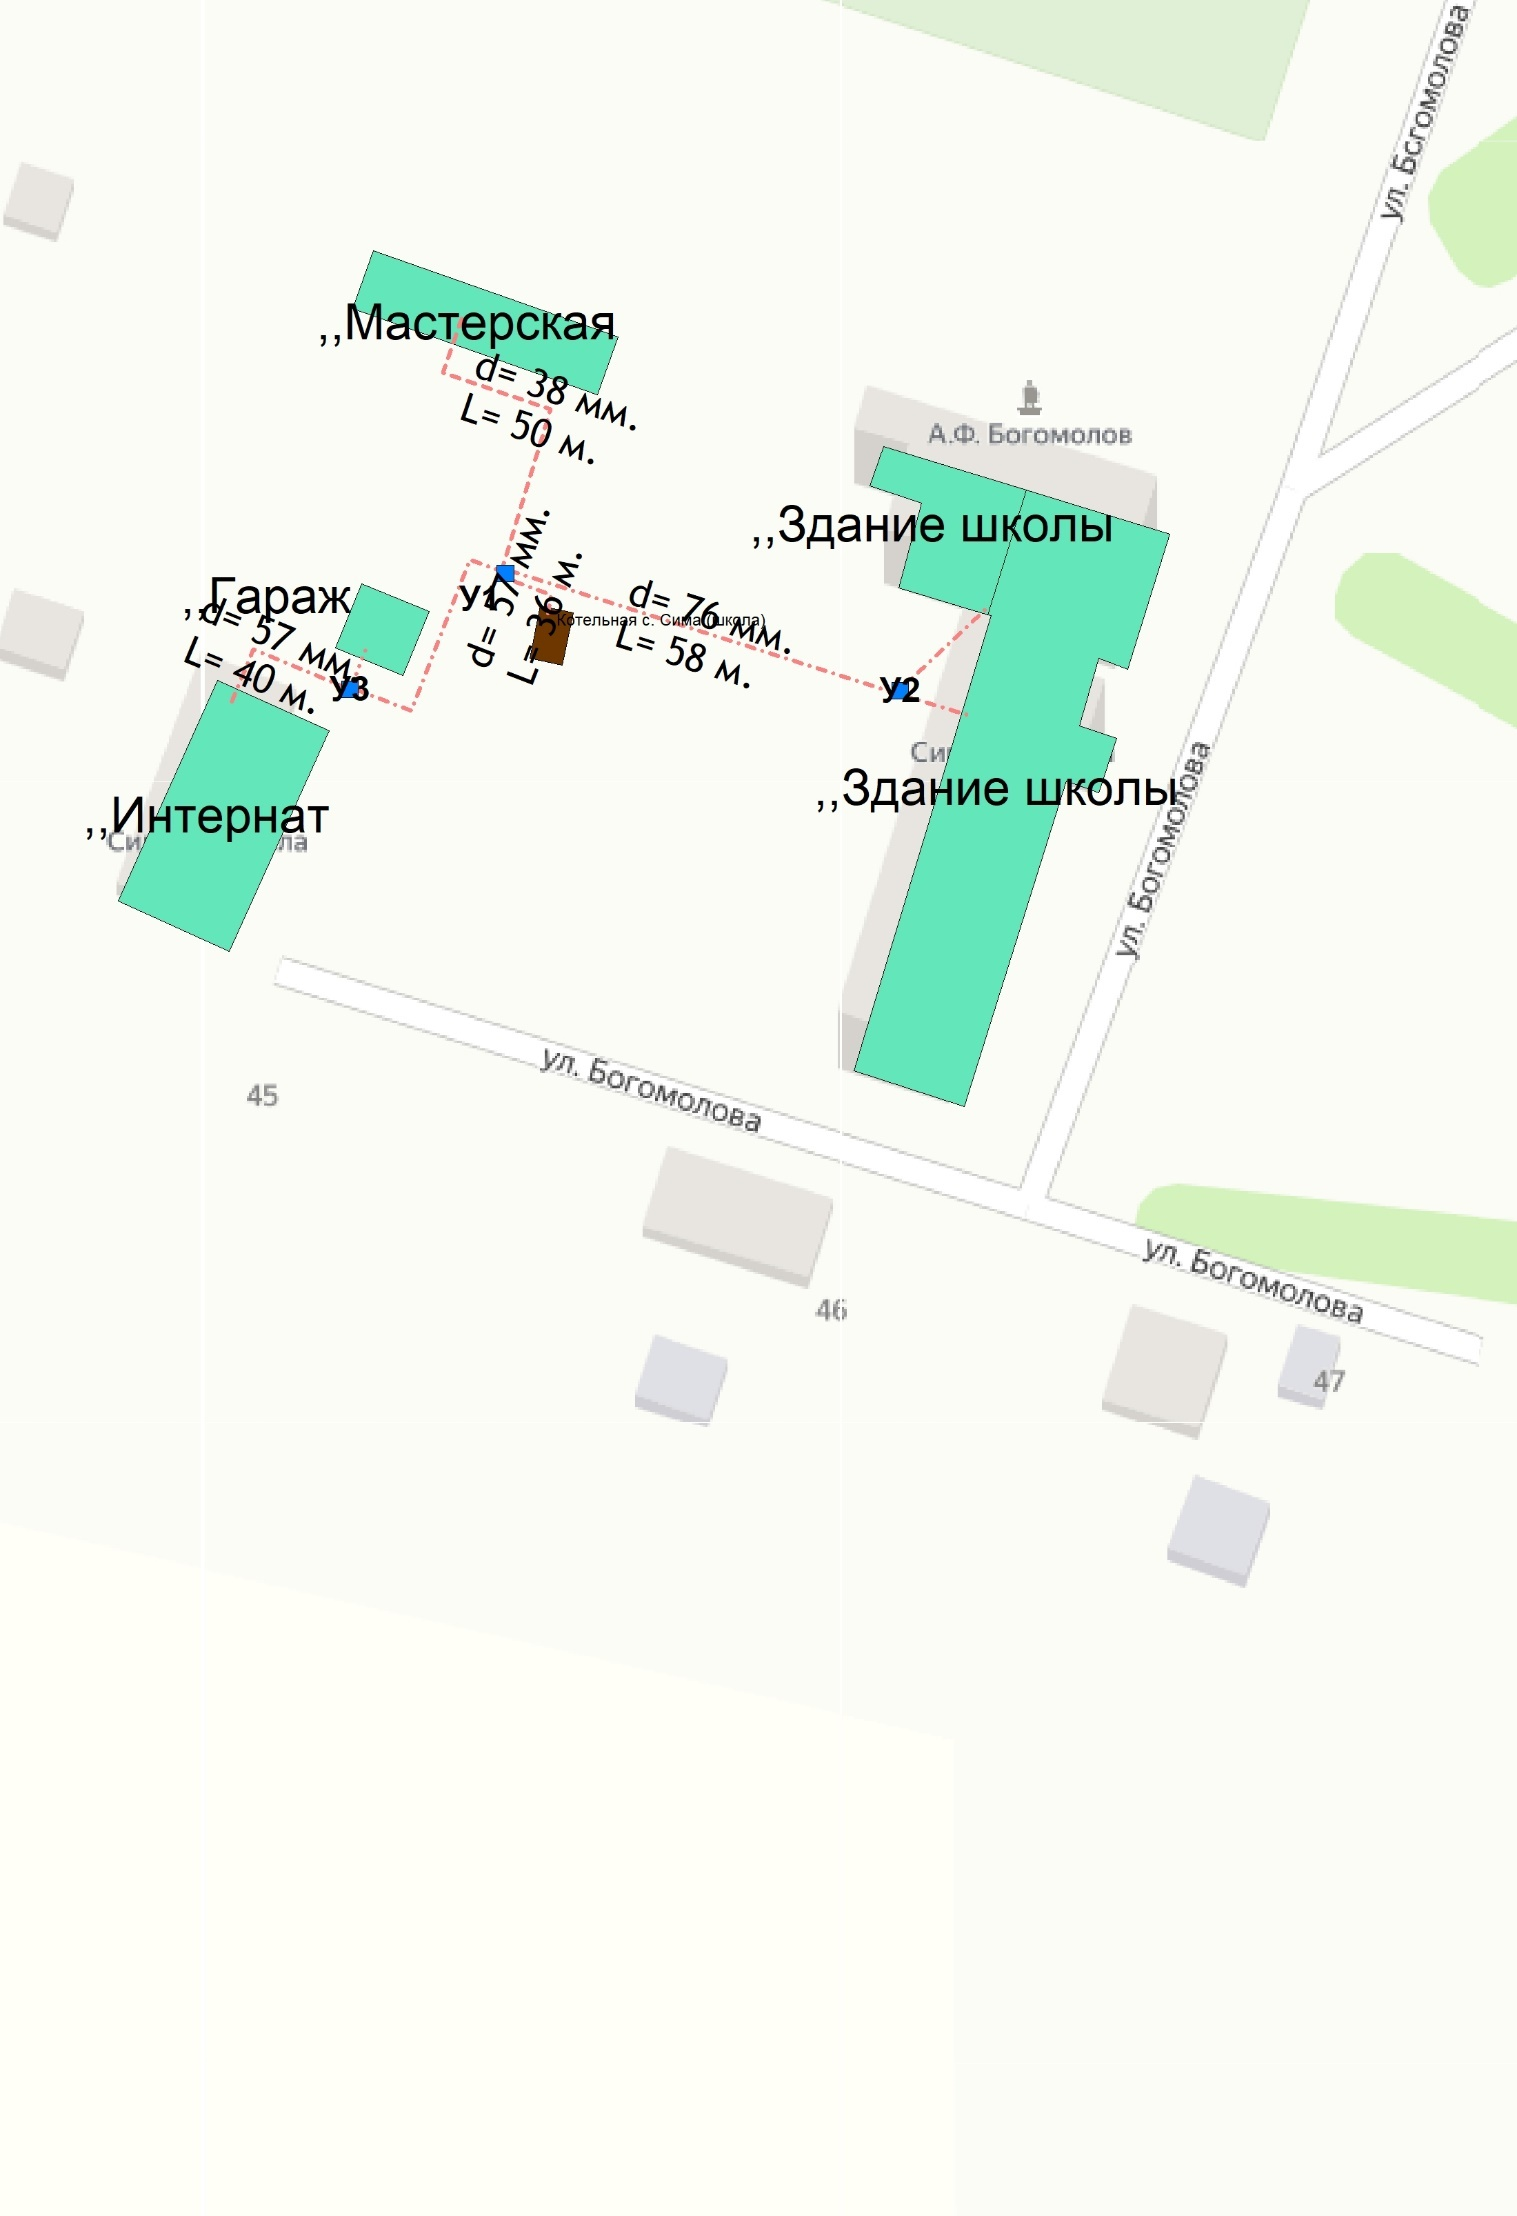 ул. Богомолова
,,Мастерская
d= 38 мм.
L= 50 м.
А.Ф. Богомолов
,,Здание школы
,,Гараж
d= 57 мм.
L= 40 м.
У1
d= 57 мм.
L= 36 м.
Котельная с. Сима (школа)
d= 76 мм.
L= 58 м.
У3
У2
,,Здание школы
ул. Богомолова
,,Интернат
ул. Богомолова
45
46
ул. Богомолова
47